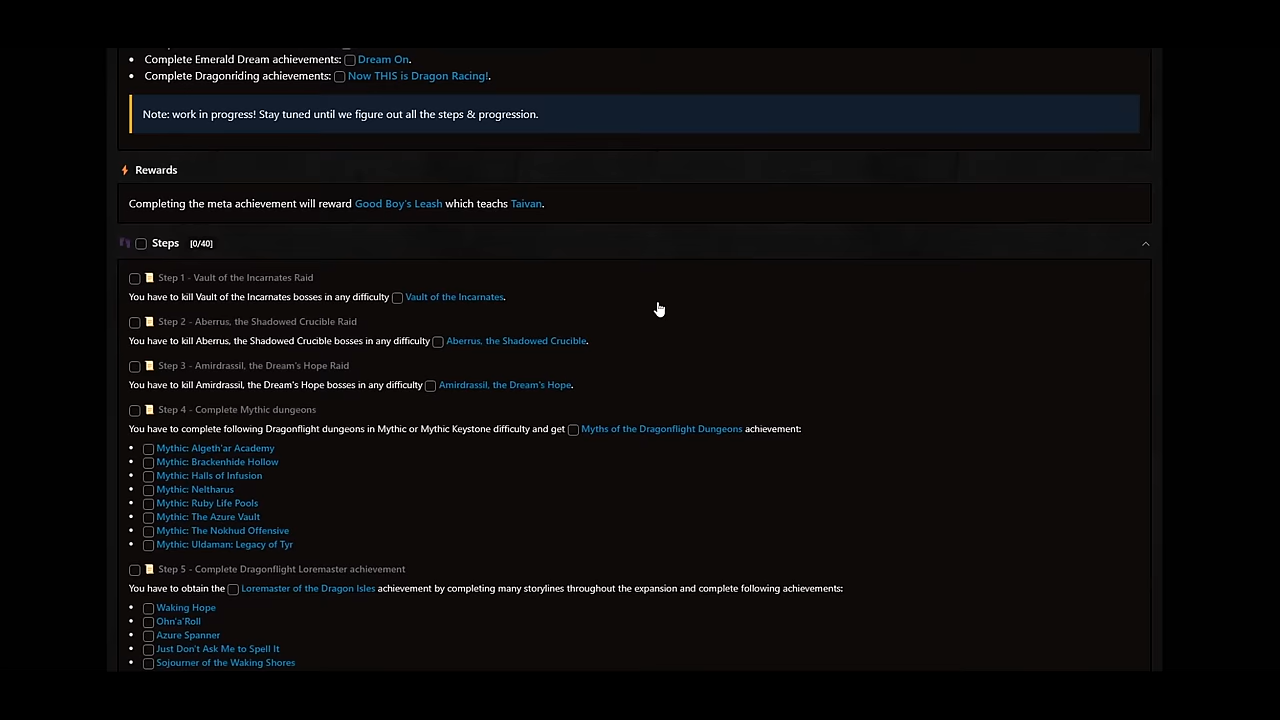 Complete Emerald Dream achievements: Dream On.
Complete Dragonriding achievements: Now THIS is Dragon Racing!.
Note: work in progress! Stay tuned until we figure out all the steps & progression.
Rewards
Completing the meta achievement will reward Good Boy's Leash which teachs Taivan.
Steps [0/40]
Step 1 - Vault of the Incarnates Raid
You have to kill Vault of the Incarnates bosses in any difficulty Vault of the Incarnates.
Step 2 - Aberrus, the Shadowed Crucible Raid
You have to kill Aberrus, the Shadowed Crucible bosses in any difficulty Aberrus, the Shadowed Crucible.
Step 3 - Amirdrassil, the Dream's Hope Raid
You have to kill Amirdrassil, the Dream's Hope bosses in any difficulty Amirdrassil, the Dream's Hope.
Step 4 - Complete Mythic dungeons
You have to complete following Dragonflight dungeons in Mythic or Mythic Keystone difficulty and get Myths of the Dragonflight Dungeons achievement:
Mythic: Algeth'ar Academy
Mythic: Brackenhide Hollow
Mythic: Halls of Infusion
Mythic: Neltharus
Mythic: Ruby Life Pools
Mythic: The Azure Vault
Mythic: The Nokhud Offensive
Mythic: Uldaman: Legacy of Tyr
Step 5 - Complete Dragonflight Loremaster achievement
You have to obtain the Loremaster of the Dragon Isles achievement by completing many storylines throughout the expansion and complete following achievements:
Waking Hope
Ohn'a'Roll
Azure Spanner
Just Don't Ask Me to Spell It
Sojourner of the Waking Shores